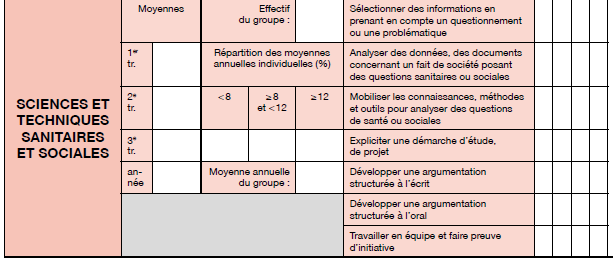 SCIENCES ET
TECHNIQUES
SANITAIRES
ET SOCIALES
Moyennes
Effectif
du groupe :
Sélectionner des informations en
prenant en compte un questionnement
ou une problématique
1er
tr.
Répartition des moyennes
annuelles individuelles (%)
Analyser des données, des documents
concernant un fait de société posant
des questions sanitaires ou sociales
2e
tr.
<8
≥8
et <12
≥12
Mobiliser les connaissances, méthodes
et outils pour analyser des questions
de santé ou sociales
3e
tr.
Expliciter une démarche d'étude,
de projet
an-
née
Moyenne annuelle
du groupe :
Développer une argumentation
structurée à l'écrit
Développer une argumentation
structurée à l'oral
Travailler en équipe et faire preuve
d'initiative